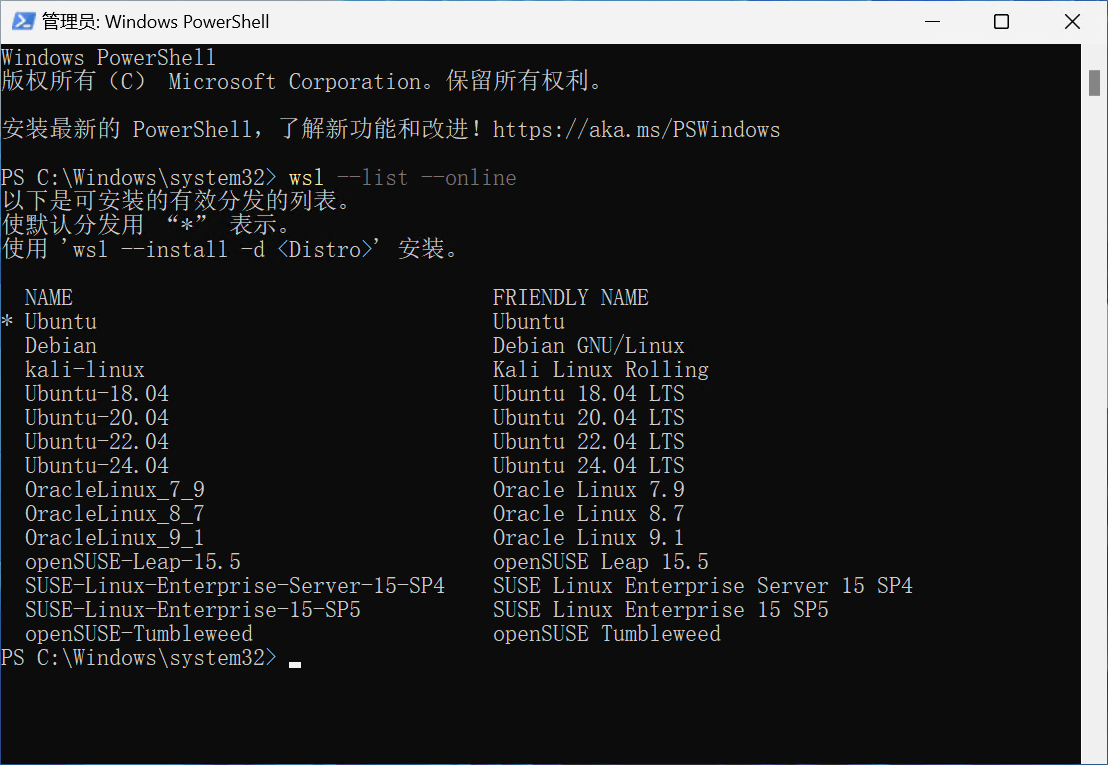 管理员: Windows PowerShell
Windows PowerShell
版权所有（C） Microsoft Corporation。保留所有权利。
安装最新的 PowerShell，了解新功能和改进！https://aka.ms/PSWindows
PS C:\Windows\system32> wsl --list --online
以下是可安装的有效分发的列表。
使默认分发用 “*” 表示。
使用 'wsl --install -d <Distro>' 安装。
NAME FRIENDLY NAME
* Ubuntu Ubuntu
Debian Debian GNU/Linux
kali-linux Kali Linux Rolling
Ubuntu-18.04 Ubuntu 18.04 LTS
Ubuntu-20.04 Ubuntu 20.04 LTS
Ubuntu-22.04 Ubuntu 22.04 LTS
Ubuntu-24.04 Ubuntu 24.04 LTS
OracleLinux_7_9 Oracle Linux 7.9
OracleLinux_8_7 Oracle Linux 8.7
OracleLinux_9_1 Oracle Linux 9.1
openSUSE-Leap-15.5 openSUSE Leap 15.5
SUSE-Linux-Enterprise-Server-15-SP4 SUSE Linux Enterprise Server 15 SP4
SUSE-Linux-Enterprise-15-SP5 SUSE Linux Enterprise 15 SP5
openSUSE-Tumbleweed openSUSE Tumbleweed
PS C:\Windows\system32>